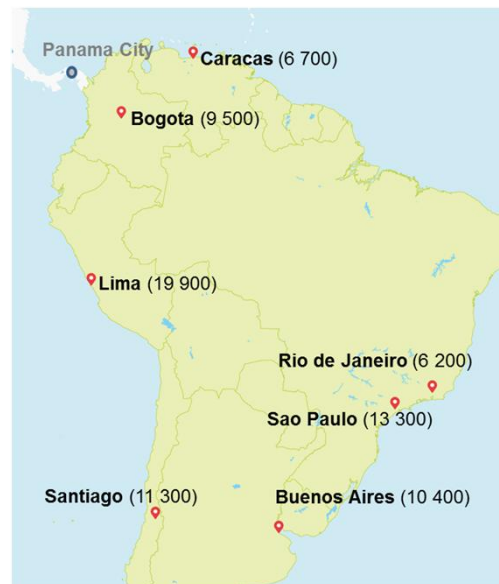 Panama City
Caracas (6 700)
Bogota (9 500)
Lima (19 900)
Rio de Janeiro (6 200)
Sao Paulo (13 300)
Santiago (11 300)
Buenos Aires (10 400)